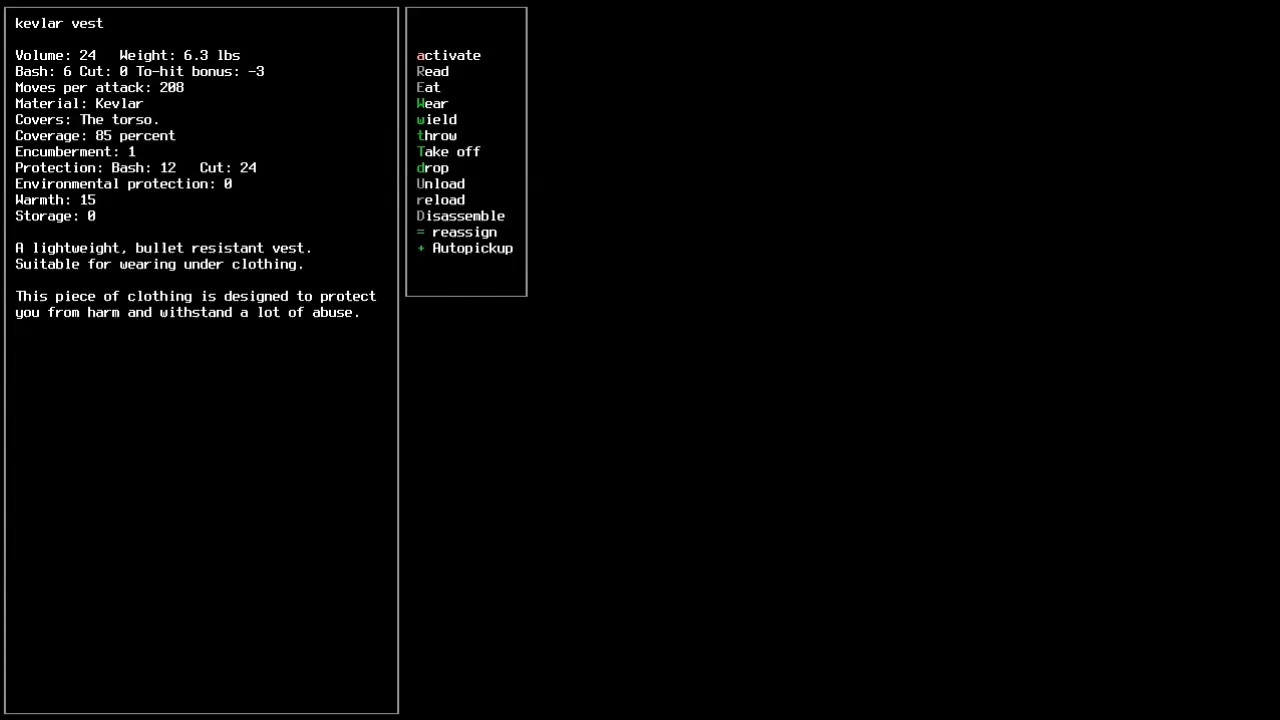 kevlar vest
Volume: 24   Weight: 6.3 lbs
Bash: 6 Cut: 0 To-hit bonus: -3
Moves per attack: 208
Material: Kevlar
Covers: The torso.
Coverage: 85 percent
Encumberment: 1
Protection: Bash: 12   Cut: 24
Environmental protection: 0
Warmth: 15
Storage: 0
A lightweight, bullet resistant vest.
Suitable for wearing under clothing.
This piece of clothing is designed to protect
you from harm and withstand a lot of abuse.
activate
Read
Eat
Wear
wield
throw
Take off
drop
Unload
reload
Disassemble
= reassign
+ Autopickup